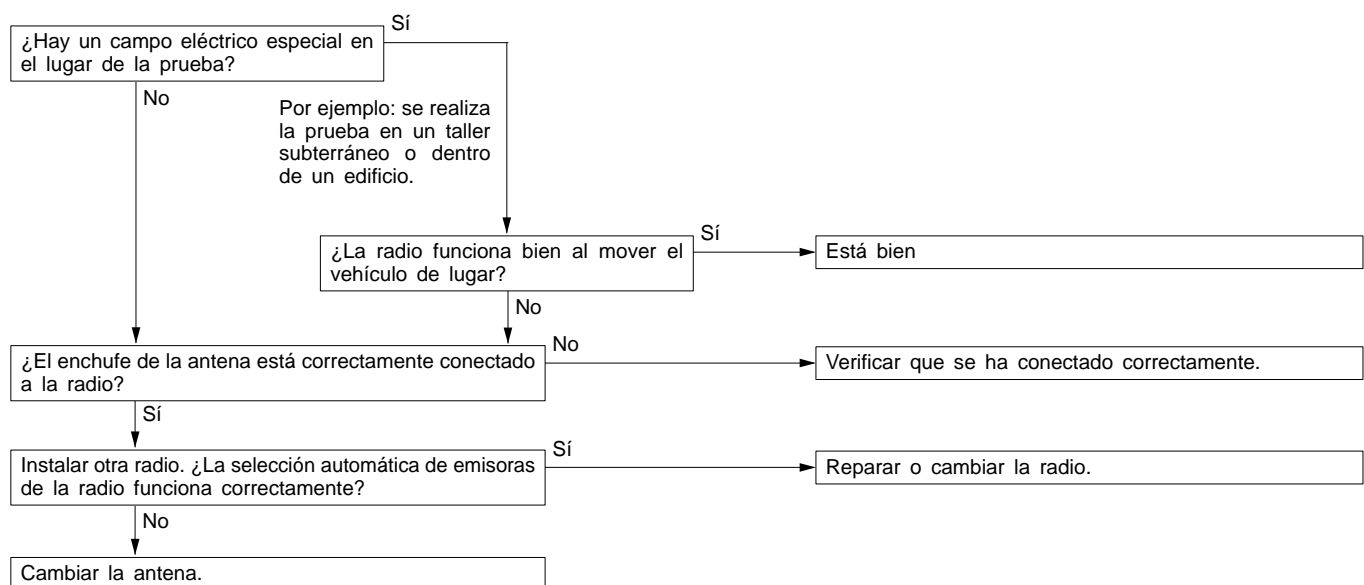 Sí
¿Hay un campo eléctrico especial en
el lugar de la prueba?
No
Por ejemplo: se realiza
la prueba en un taller
subterráneo o dentro
de un edificio.
Sí
¿La radio funciona bien al mover el
vehículo de lugar?
Está bien
No
No
¿El enchufe de la antena está correctamente conectado
a la radio?
Verificar que se ha conectado correctamente.
Sí
Sí
Instalar otra radio. ¿La selección automática de emisoras
de la radio funciona correctamente?
Reparar o cambiar la radio.
No
Cambiar la antena.